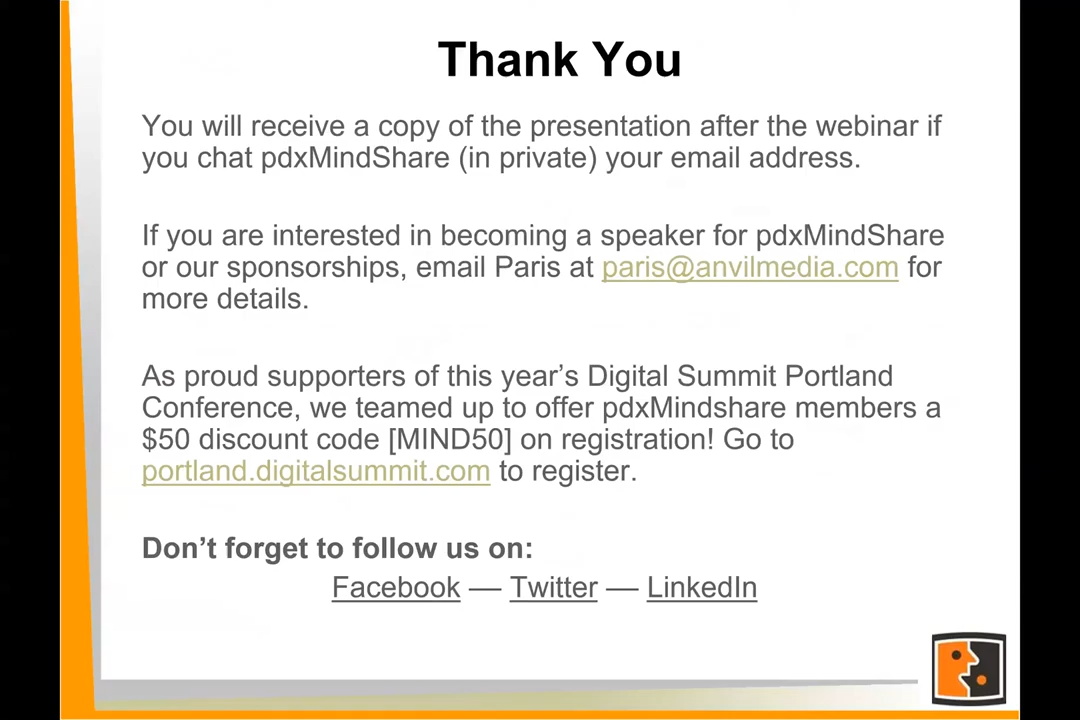 Thank You
You will receive a copy of the presentation after the webinar if
you chat pdxMindShare (in private) your email address.
If you are interested in becoming a speaker for pdxMindShare
or our sponsorships, email Paris at paris@anvilmedia.com for
more details.
As proud supporters of this year’s Digital Summit Portland
Conference, we teamed up to offer pdxMindshare members a
$50 discount code [MIND50] on registration! Go to
portland.digitalsummit.com to register.
Don’t forget to follow us on:
Facebook — Twitter — LinkedIn